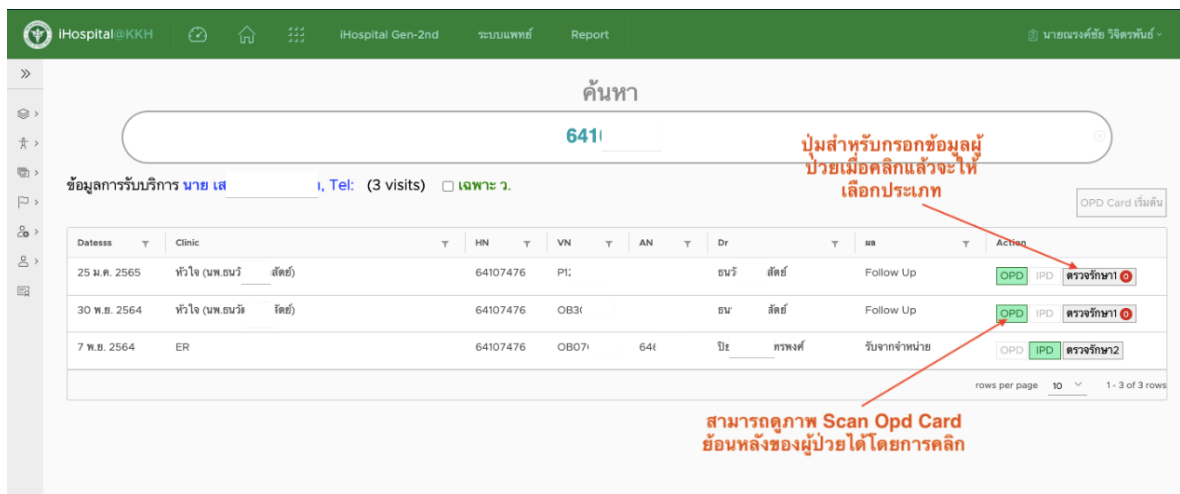 iHospital@KKH iHospital Gen-2nd ระบบแพทย์ Report นายณรงค์ชัย วิจิตรพันธ์
ค้นหา
641
ปุ่มสำหรับกรอกข้อมูลผู้
ป่วยเมื่อคลิกแล้วจะให้
เลือกประเภท
ข้อมูลการรับบริการ นาย เส , Tel: (3 visits) เฉพาะ ว.
OPD Card เริ่มต้น
Datesss Clinic HN VN AN Dr ผล Action
25 ม.ค. 2565 หัวใจ (นพ.ธนวั สัตย์) 64107476 P1 ธนวั สัตย์ Follow Up OPD IPD ตรวจรักษา1 0
30 พ.ย. 2564 หัวใจ (นพ.ธนวั สัตย์) 64107476 OB3 ธน สัตย์ Follow Up OPD IPD ตรวจรักษา1 0
7 พ.ย. 2564 ER 64107476 OB07 64 ปิ ทรพงศ์ รับจากจำหน่าย OPD IPD ตรวจรักษา2
rows per page 10 1 - 3 of 3 rows
สามารถดูภาพ Scan Opd Card
ย้อนหลังของผู้ป่วยได้โดยการคลิก